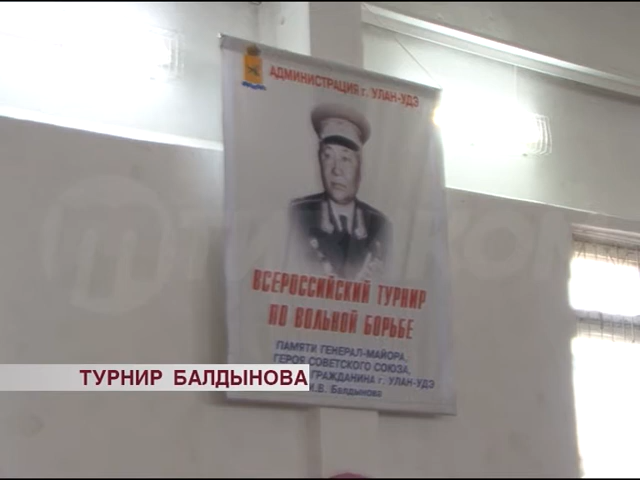 АДМИНИСТРАЦИЯ г. УЛАН-УДЭ
ВСЕРОССИЙСКИЙ ТУРНИР
ПО ВОЛЬНОЙ БОРЬБЕ
ПАМЯТИ ГЕНЕРАЛ-МАЙОРА,
ГЕРОЯ СОВЕТСКОГО СОЮЗА,
ГРАЖДАНИНА г. УЛАН-УДЭ
И.В. Балдынова
ТУРНИР БАЛДЫНОВА